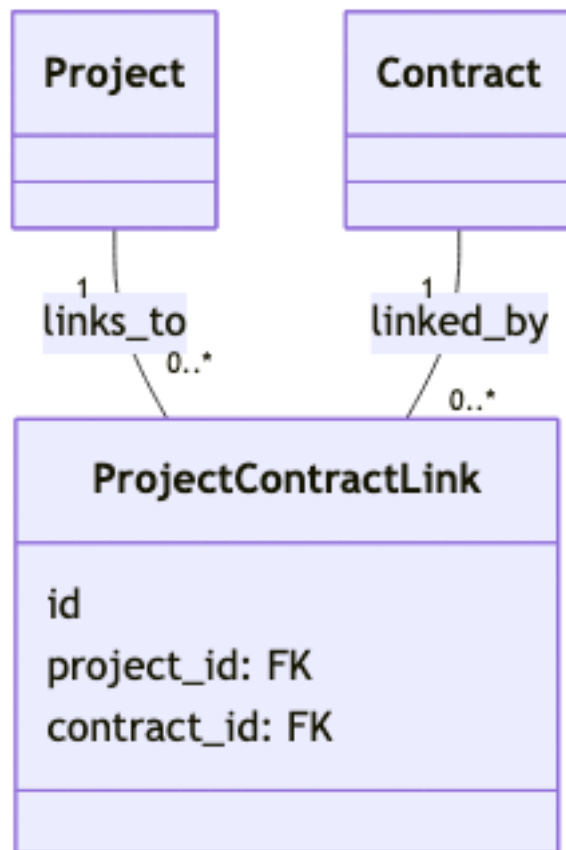 Project
Contract
1
1
links_to
linked_by
0..*
0..*
ProjectContractLink
id
project_id: FK
contract_id: FK